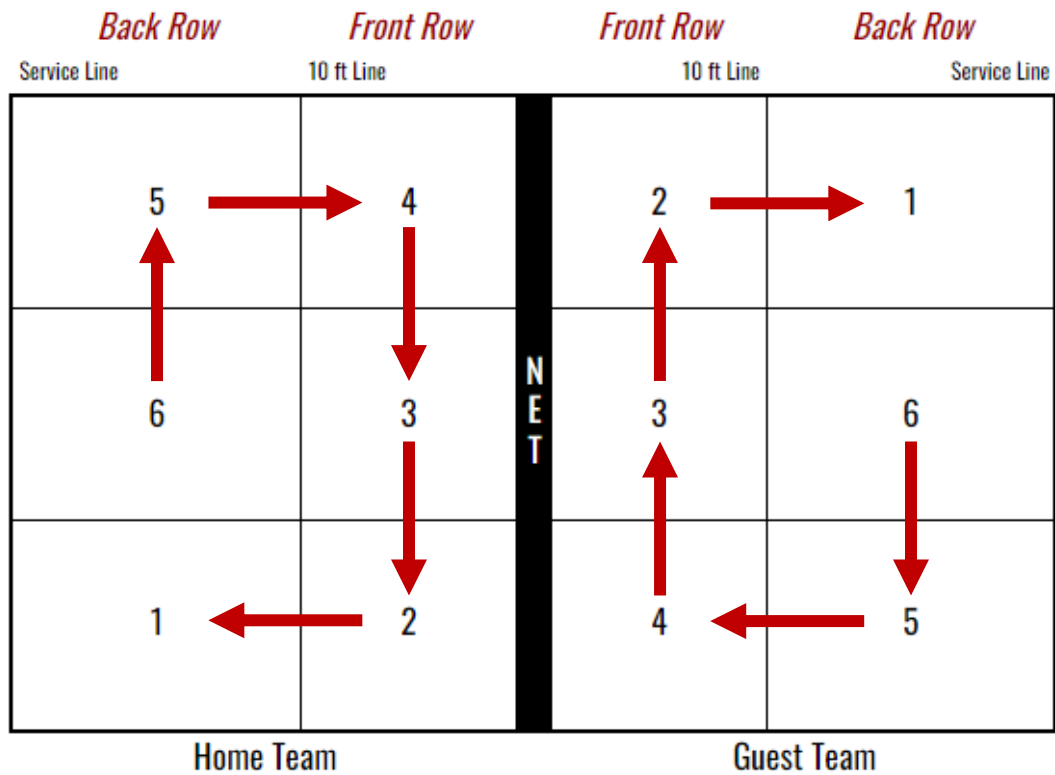 Back Row Front Row Front Row Back Row
Service Line 10 ft Line 10 ft Line Service Line
5 4 2 1
6 3 N E T 3 6
1 2 4 5
Home Team Guest Team